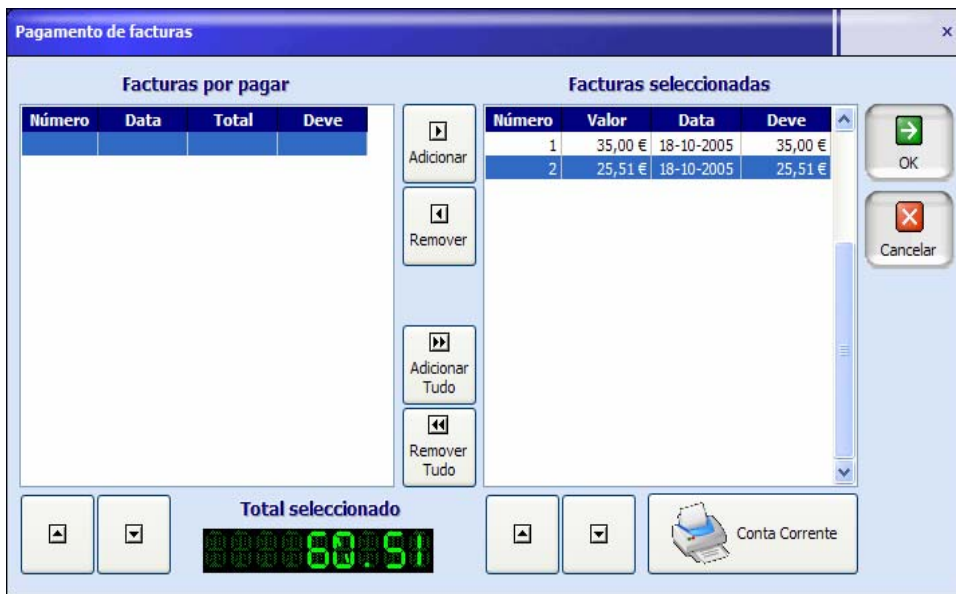 Pagamento de facturas
x
Facturas por pagar
Número Data Total Deve
Adicionar
Remover
Adicionar
Tudo
Remover
Tudo
Facturas seleccionadas
Número Valor Data Deve
1 35,00 € 18-10-2005 35,00 €
2 25,51 € 18-10-2005 25,51 €
OK
Cancelar
Total seleccionado
60.51
Conta Corrente